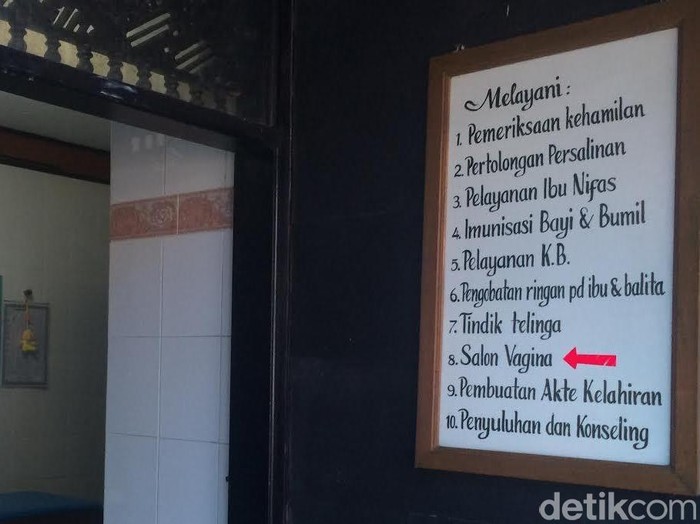 Melayani :
1. Pemeriksaan kehamilan
2. Pertolongan Persalinan
3. Pelayanan Ibu Nifas
4. Imunisasi Bayi & Bumil
5. Pelayanan K.B.
6. Pengobatan ringan pd ibu & balita
7. Tindik telinga
8. Salon Vagina
9. Pembuatan Akte Kelahiran
10. Penyuluhan dan Konseling
detikcom